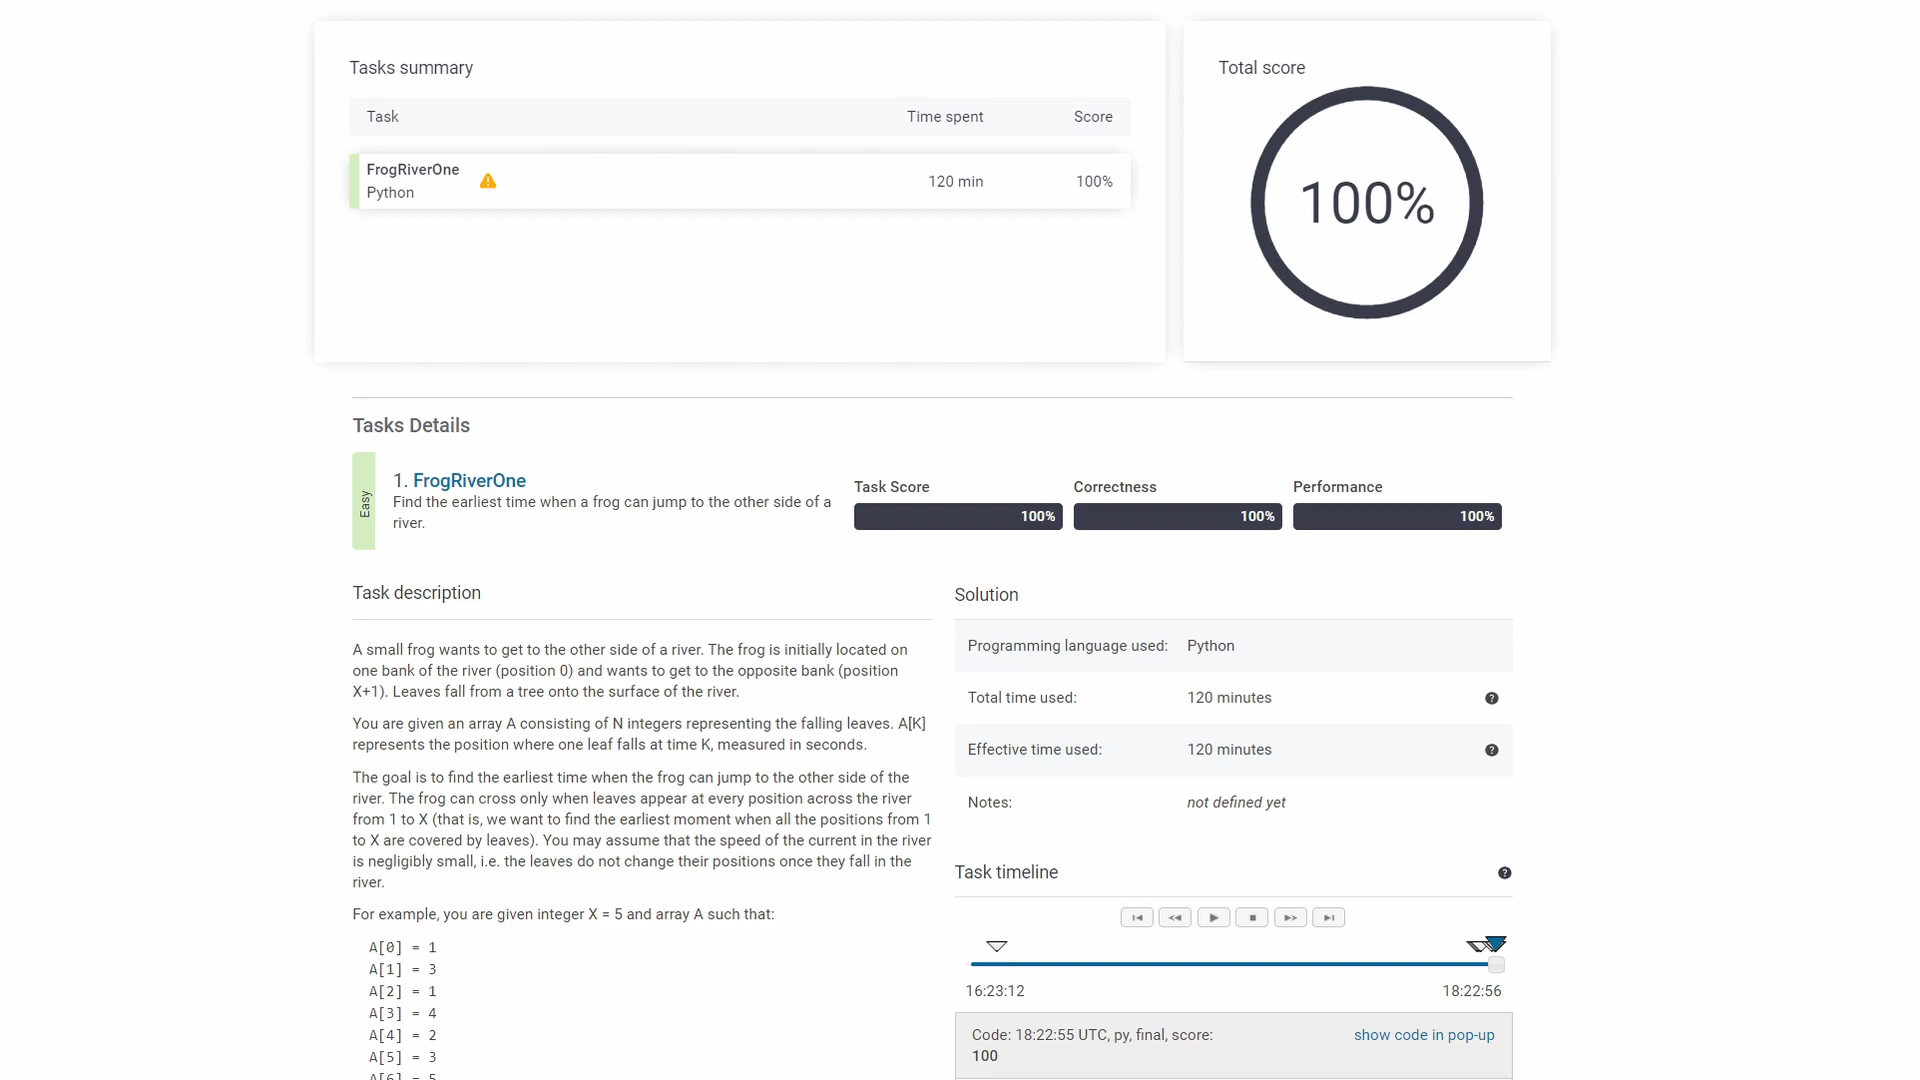 Tasks summary
Task Time spent Score
FrogRiverOne
Python
120 min 100%
Total score
100%
Tasks Details
Easy
1. FrogRiverOne
Find the earliest time when a frog can jump to the other side of a
river.
Task Score
100%
Correctness
100%
Performance
100%
Task description
A small frog wants to get to the other side of a river. The frog is initially located on
one bank of the river (position 0) and wants to get to the opposite bank (position
X+1). Leaves fall from a tree onto the surface of the river.
You are given an array A consisting of N integers representing the falling leaves. A[K]
represents the position where one leaf falls at time K, measured in seconds.
The goal is to find the earliest time when the frog can jump to the other side of the
river. The frog can cross only when leaves appear at every position across the river
from 1 to X (that is, we want to find the earliest moment when all the positions from 1
to X are covered by leaves). You may assume that the speed of the current in the river
is negligibly small, i.e. the leaves do not change their positions once they fall in the
river.
For example, you are given integer X = 5 and array A such that:
A[0] = 1
A[1] = 3
A[2] = 1
A[3] = 4
A[4] = 2
A[5] = 3
A[6] = 5
Solution
Programming language used: Python
Total time used: 120 minutes
Effective time used: 120 minutes
Notes: not defined yet
Task timeline
16:23:12 18:22:56
Code: 18:22:55 UTC, py, final, score:
100
show code in pop-up